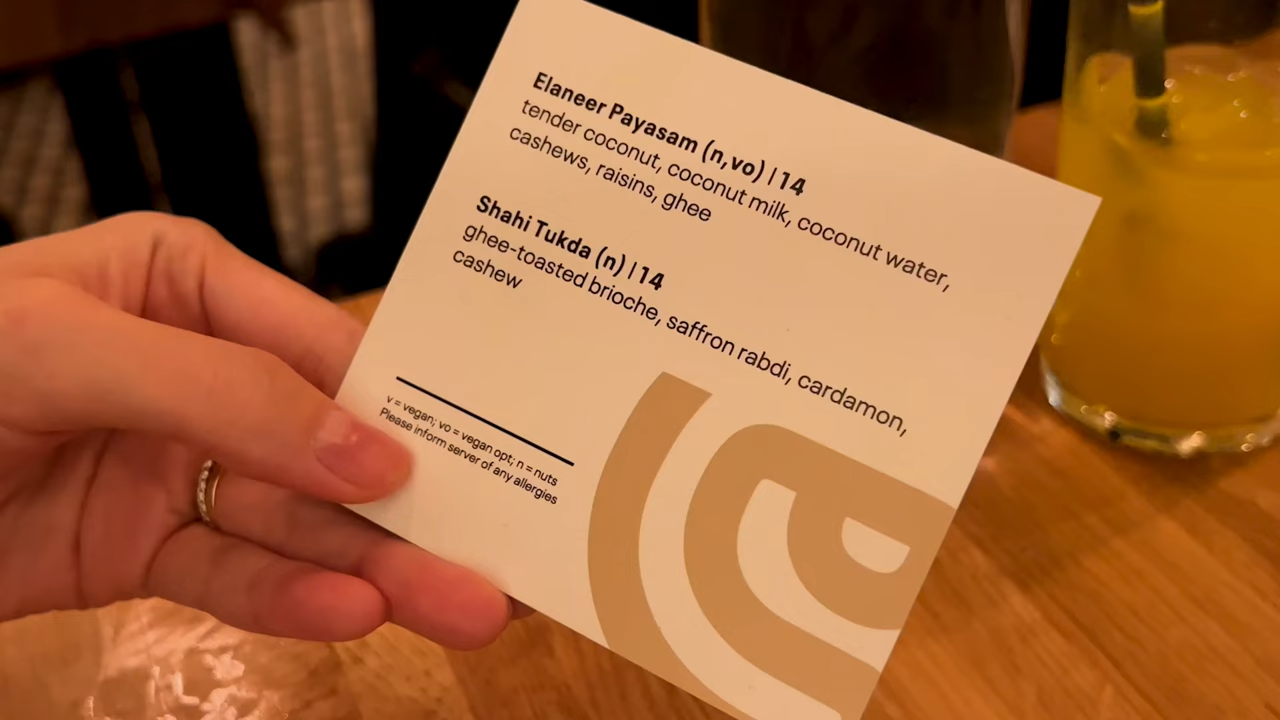 Elaneer Payasam (n,vo) | 14
tender coconut, coconut milk, coconut water,
cashews, raisins, ghee
Shahi Tukda (n) | 14
ghee-toasted brioche, saffron rabdi, cardamon,
cashew
v = vegan; vo = vegan opt; n = nuts
Please inform server of any allergies